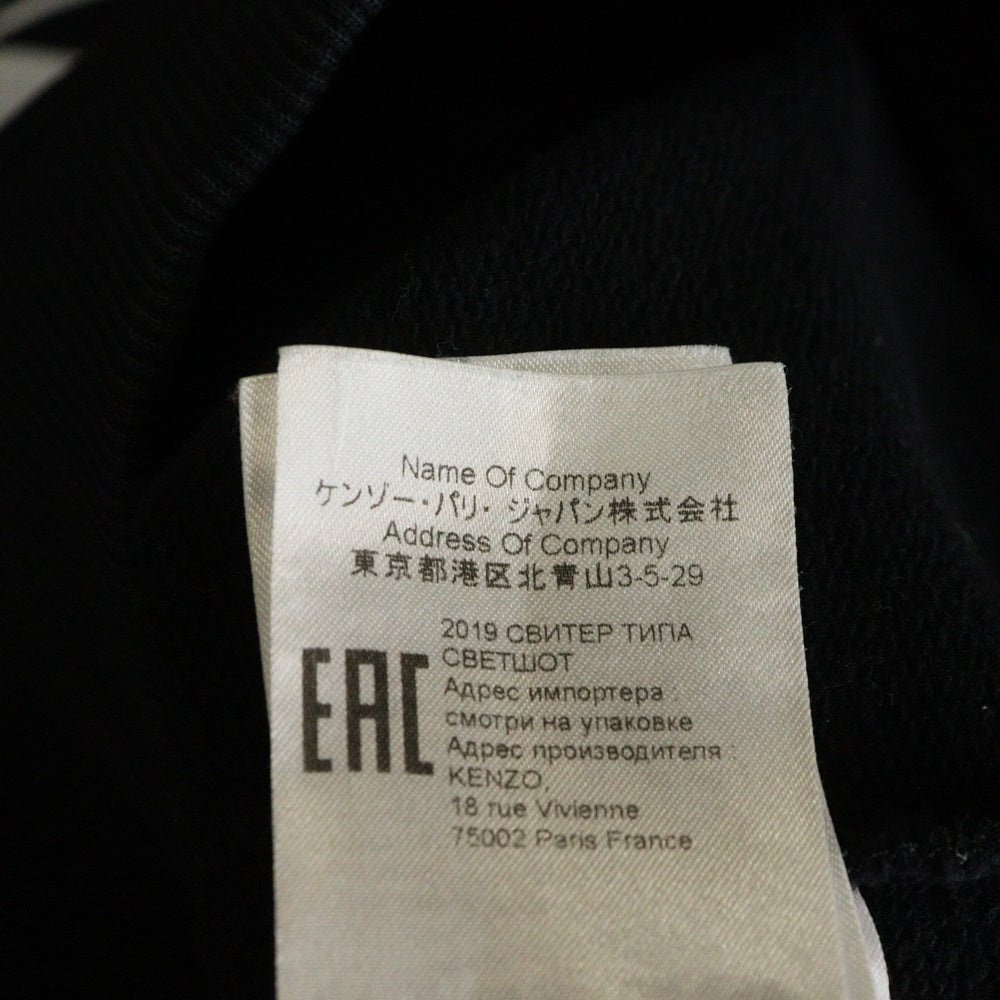 Name Of Company
ケンゾー・パリ・ジャパン株式会社
Address Of Company
東京都港区北青山3-5-29
EAC
2019 СВИТЕР ТИПА
СВЕТШОТ
Адрес импортера :
смотри на упаковке
Адрес производителя :
KENZO,
18 rue Vivienne
75002 Paris France